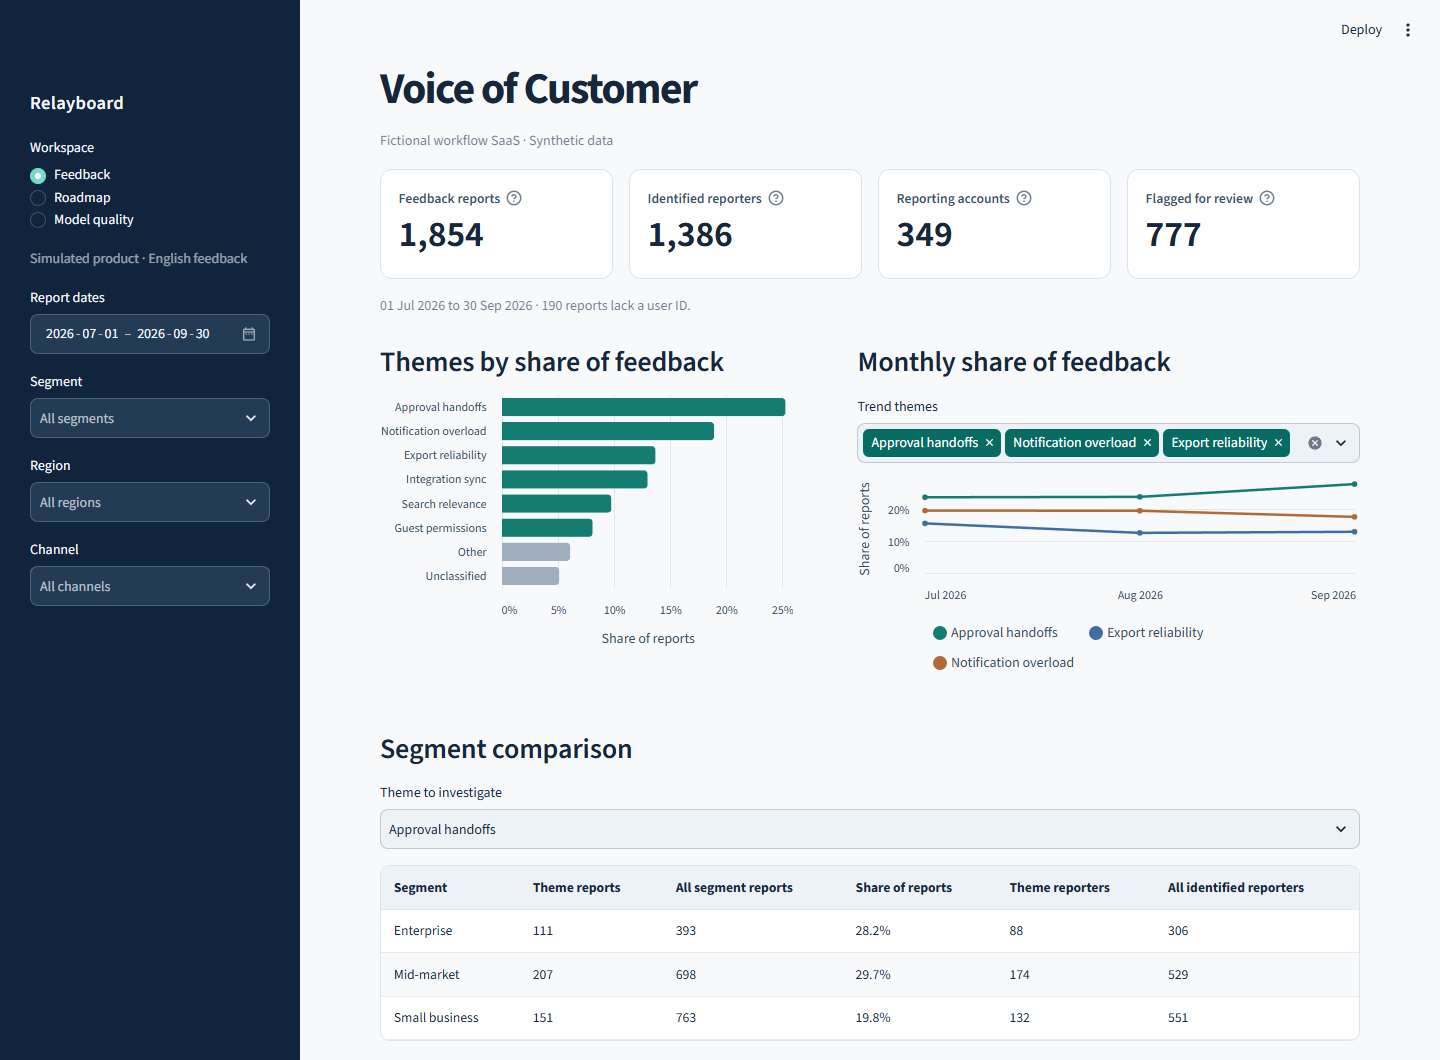 Deploy
Relayboard
Workspace
Feedback
Roadmap
Model quality
Simulated product · English feedback
Report dates
2026-07-01 – 2026-09-30
Segment
All segments
Region
All regions
Channel
All channels
Voice of Customer
Fictional workflow SaaS · Synthetic data
Feedback reports
1,854
Identified reporters
1,386
Reporting accounts
349
Flagged for review
777
01 Jul 2026 to 30 Sep 2026 · 190 reports lack a user ID.
Themes by share of feedback
Approval handoffs
Notification overload
Export reliability
Integration sync
Search relevance
Guest permissions
Other
Unclassified
0% 5% 10% 15% 20% 25%
Share of reports
Monthly share of feedback
Trend themes
Approval handoffs Notification overload Export reliability
Share of reports
20%
10%
0%
Jul 2026 Aug 2026 Sep 2026
Approval handoffs Export reliability
Notification overload
Segment comparison
Theme to investigate
Approval handoffs
Segment Theme reports All segment reports Share of reports Theme reporters All identified reporters
Enterprise 111 393 28.2% 88 306
Mid-market 207 698 29.7% 174 529
Small business 151 763 19.8% 132 551